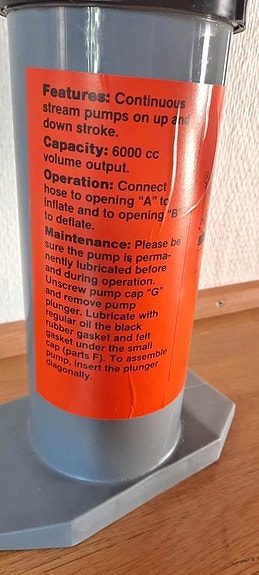 Features: Continuous
stream pumps on up and
down stroke.
Capacity: 6000 cc
volume output.
Operation: Connect
hose to opening "A" to
inflate and to opening "B"
to deflate.
Maintenance: Please be
sure the pump is perma-
nently lubricated before
and during operation.
Unscrew pump cap "G"
and remove pump
plunger. Lubricate with
regular oil the black
rubber gasket and felt
gasket under the small
cap (parts F). To assemble
pump, insert the plunger
diagonally.